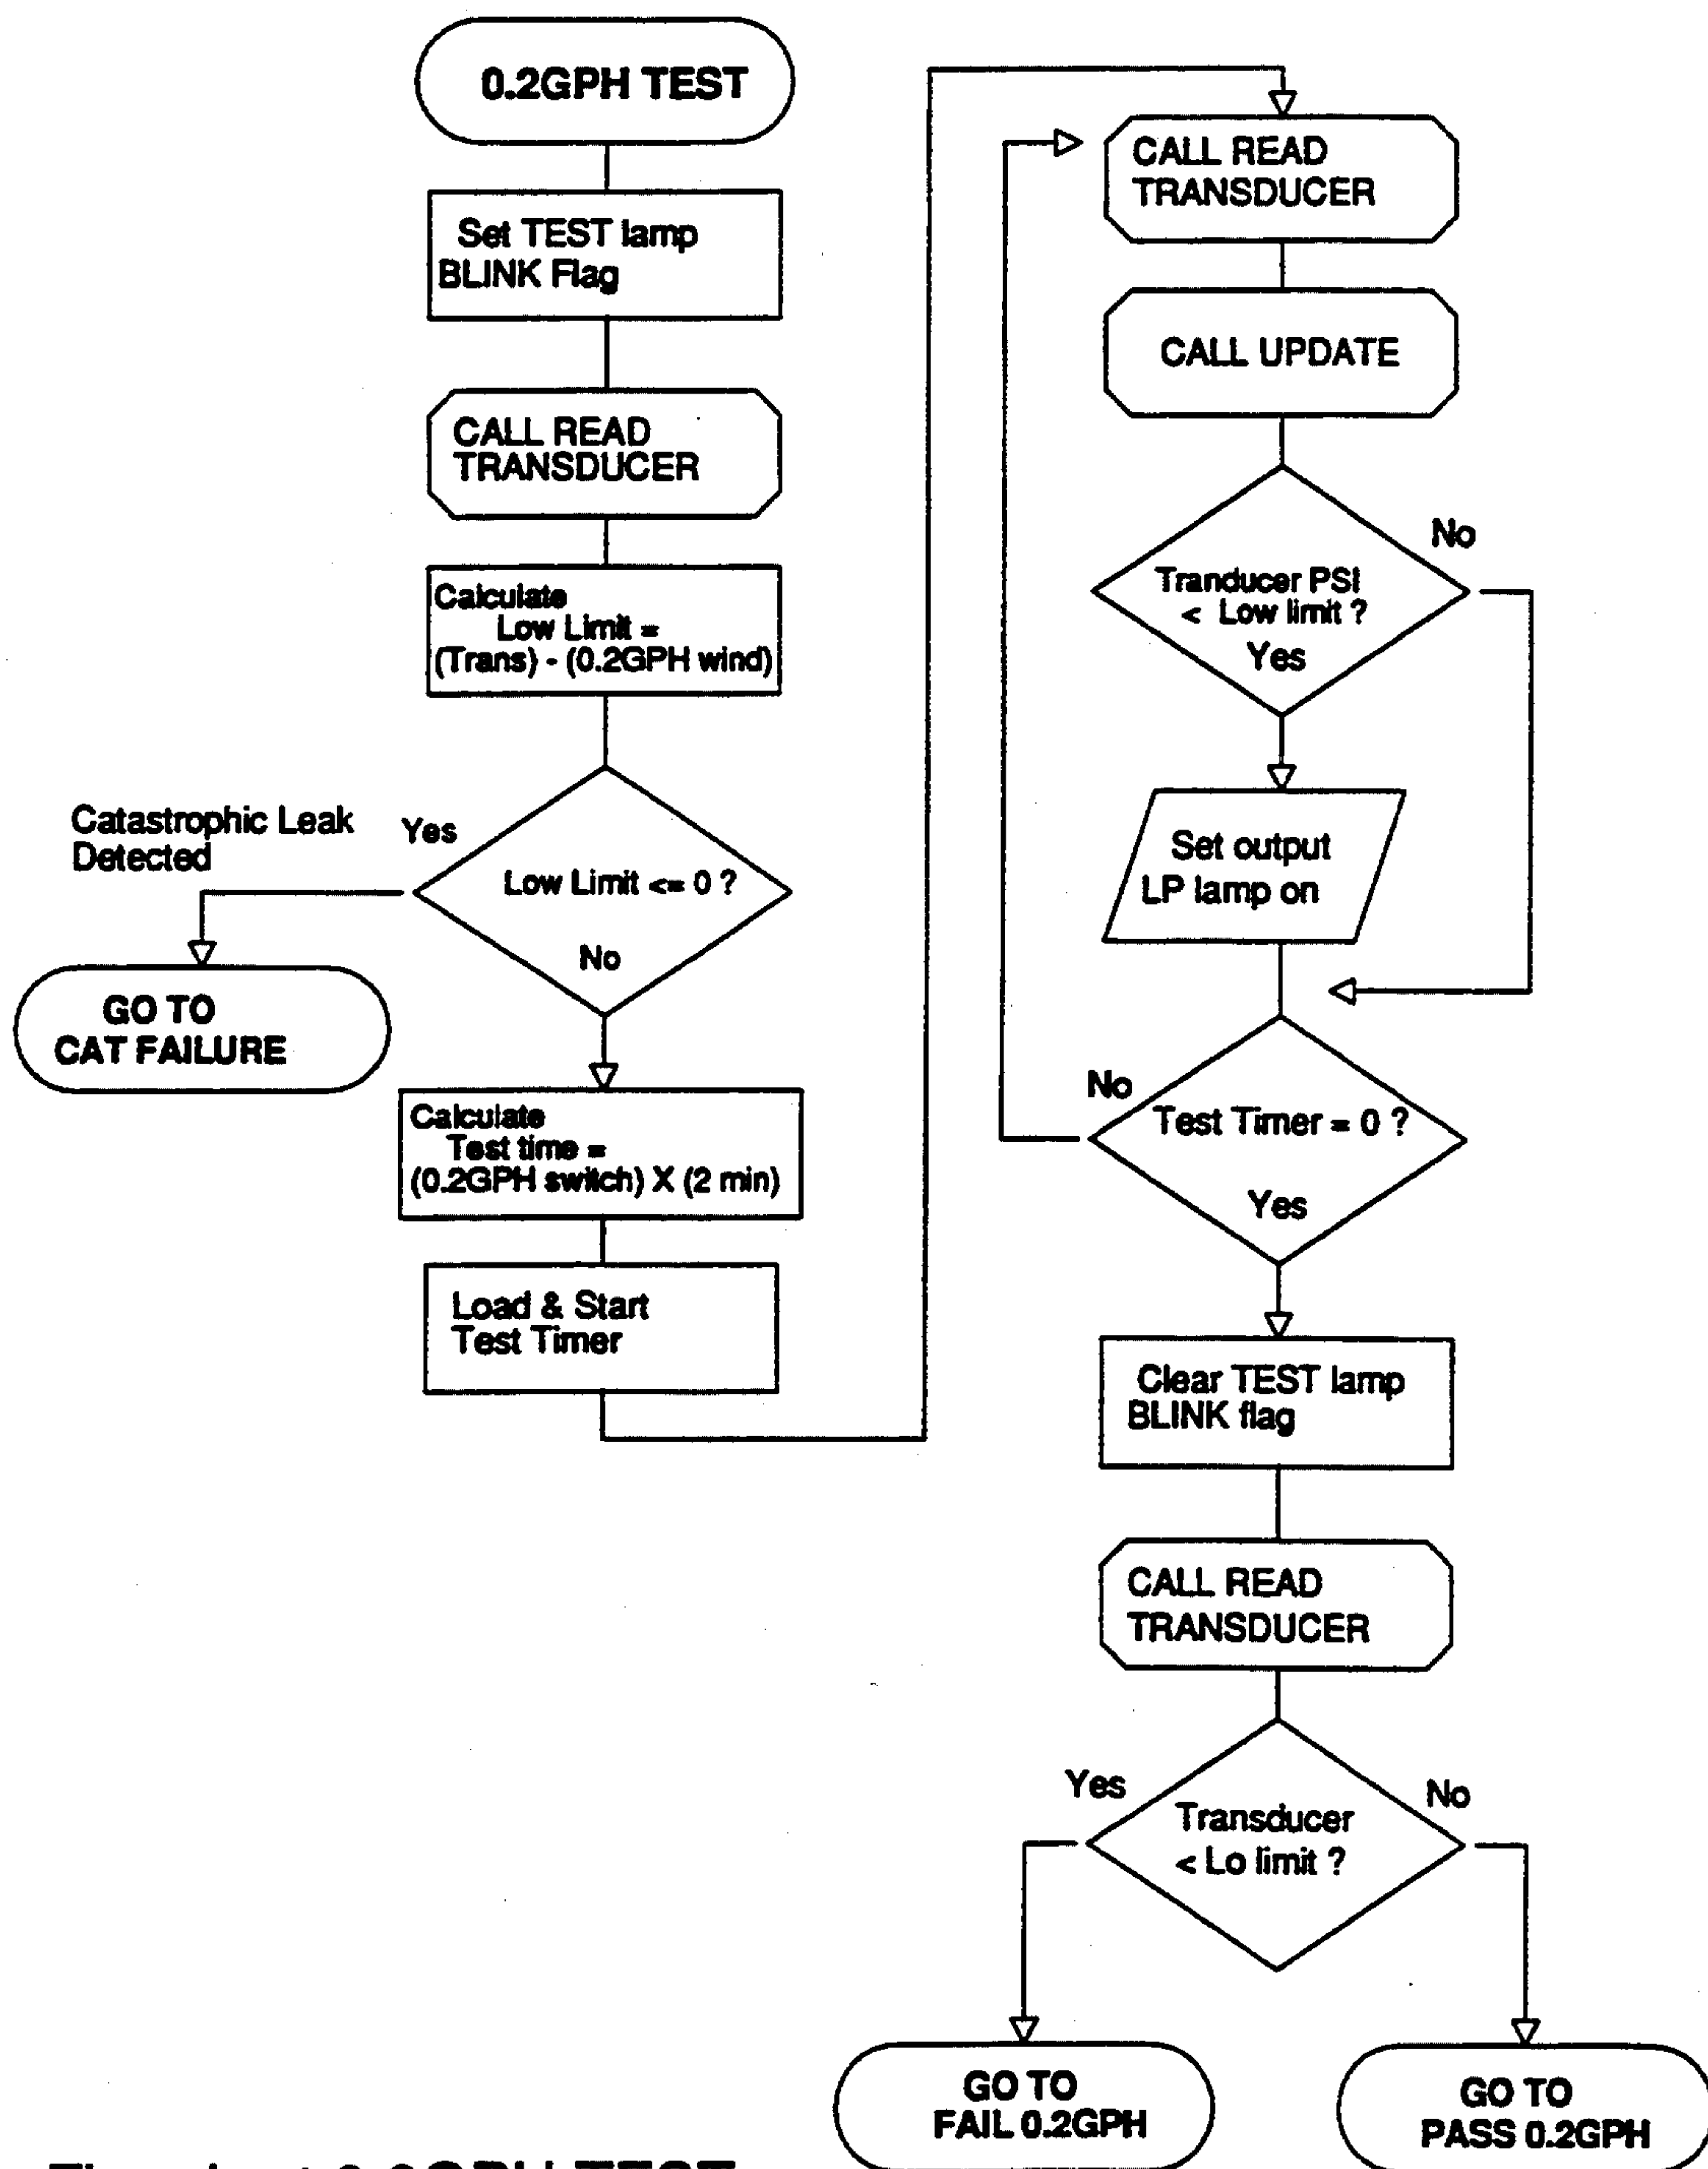 0.2GPH TEST
Set TEST lamp
BLINK Flag
CALL READ
TRANSDUCER
Calculate
Low Limit =
(Trans) - (0.2GPH wind)
Catastrophic Leak
Detected
Yes
Low Limit <= 0 ?
No
GO TO
CAT FAILURE
Calculate
Test time =
(0.2GPH switch) X (2 min)
Load & Start
Test Timer
CALL READ
TRANSDUCER
CALL UPDATE
No
Tranducer PSI
< Low limit ?
Yes
Set output
LP lamp on
No
Test Timer = 0 ?
Yes
Clear TEST lamp
BLINK flag
CALL READ
TRANSDUCER
Yes
No
Transducer
< Lo limit ?
GO TO
FAIL 0.2GPH
GO TO
PASS 0.2GPH
TEST